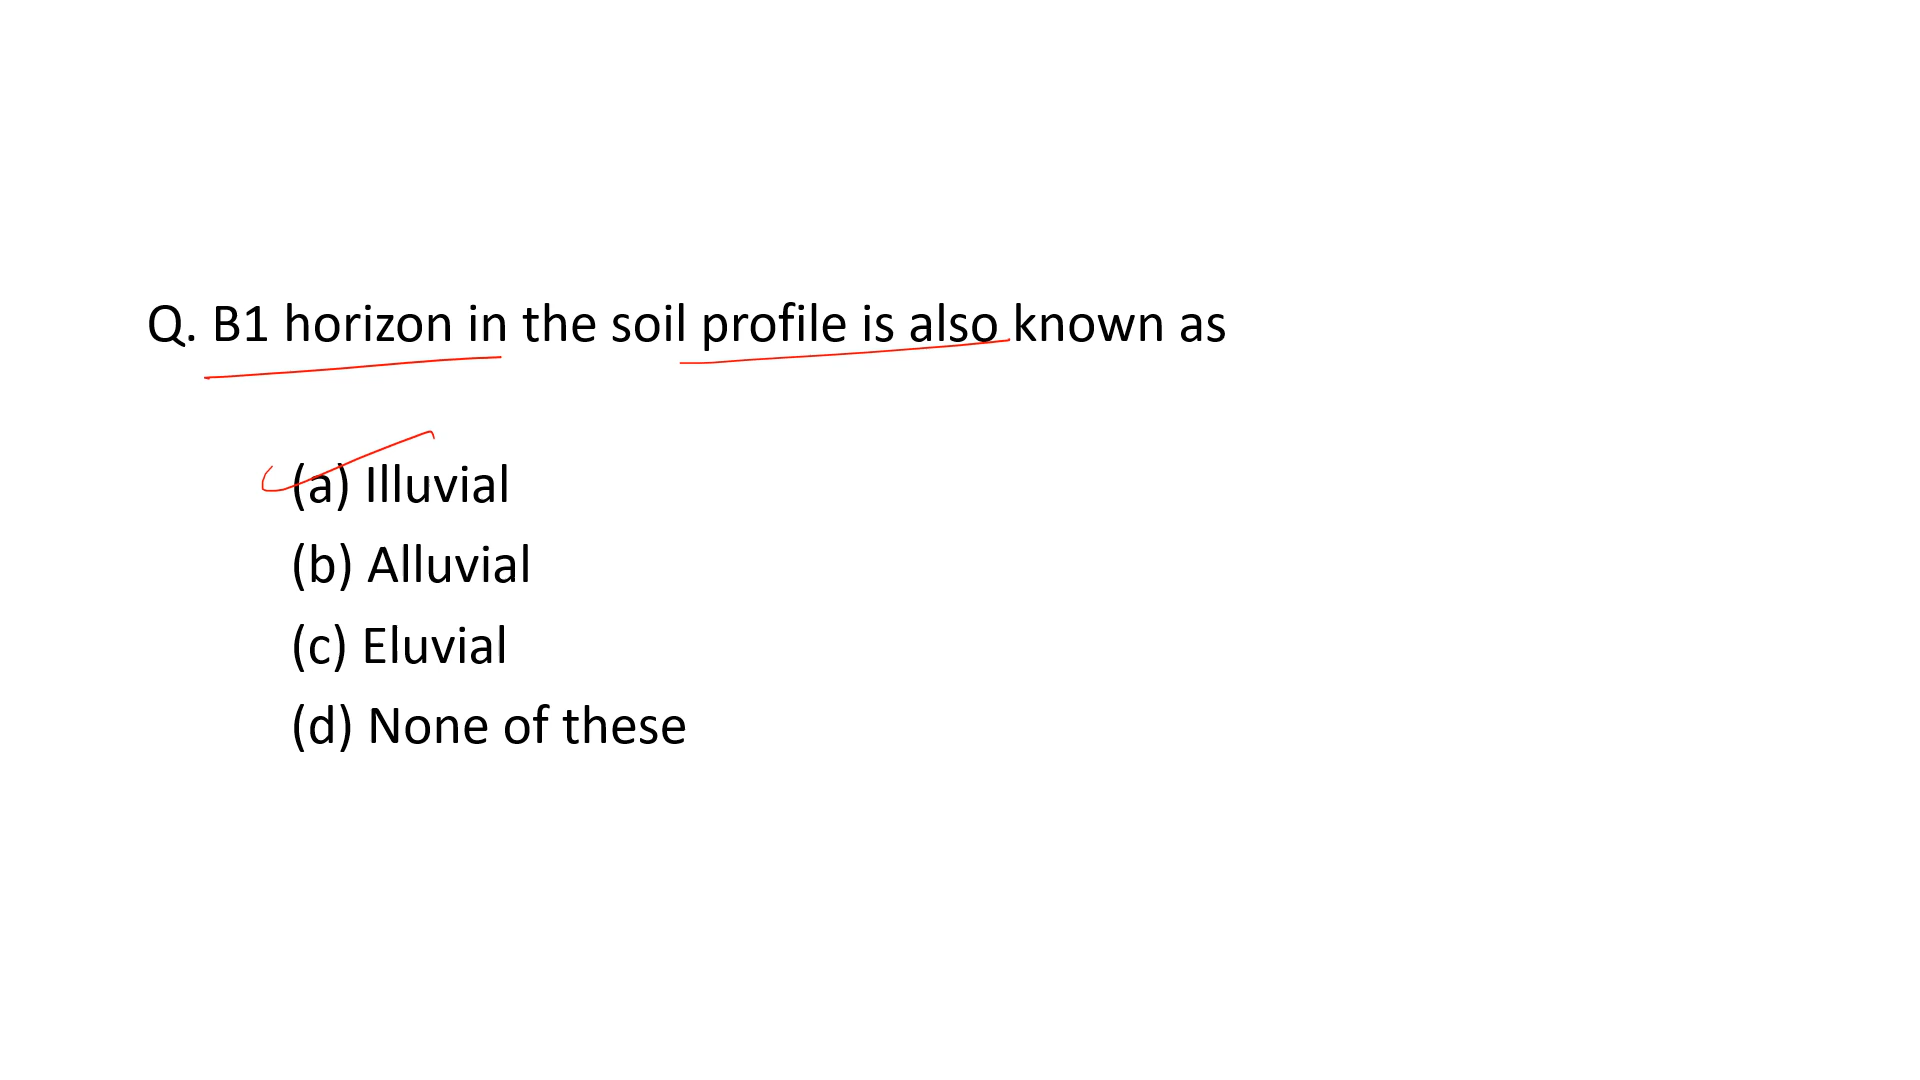 Q. B1 horizon in the soil profile is also known as
(a) Illuvial
(b) Alluvial
(c) Eluvial
(d) None of these